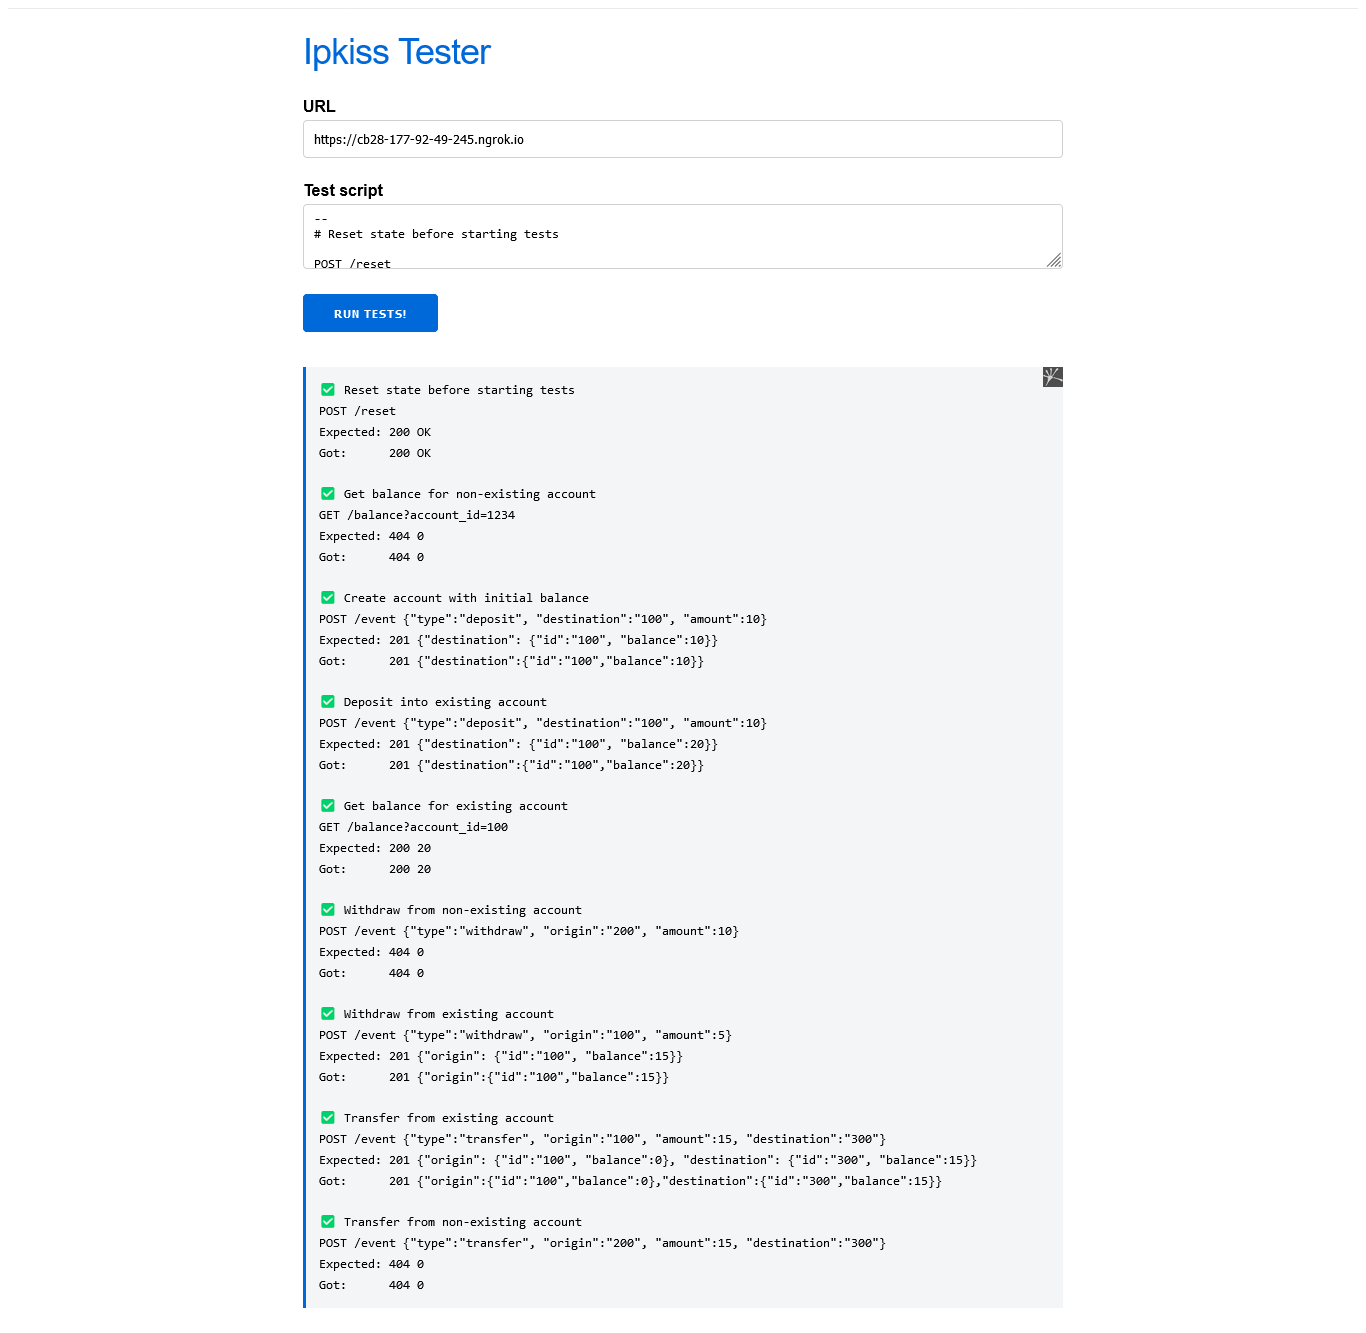 Ipkiss Tester
URL
https://cb28-177-92-49-245.ngrok.io
Test script
--
# Reset state before starting tests
POST /reset
RUN TESTS!
✅ Reset state before starting tests
POST /reset
Expected: 200 OK
Got:      200 OK
✅ Get balance for non-existing account
GET /balance?account_id=1234
Expected: 404 0
Got:      404 0
✅ Create account with initial balance
POST /event {"type":"deposit", "destination":"100", "amount":10}
Expected: 201 {"destination": {"id":"100", "balance":10}}
Got:      201 {"destination":{"id":"100","balance":10}}
✅ Deposit into existing account
POST /event {"type":"deposit", "destination":"100", "amount":10}
Expected: 201 {"destination": {"id":"100", "balance":20}}
Got:      201 {"destination":{"id":"100","balance":20}}
✅ Get balance for existing account
GET /balance?account_id=100
Expected: 200 20
Got:      200 20
✅ Withdraw from non-existing account
POST /event {"type":"withdraw", "origin":"200", "amount":10}
Expected: 404 0
Got:      404 0
✅ Withdraw from existing account
POST /event {"type":"withdraw", "origin":"100", "amount":5}
Expected: 201 {"origin": {"id":"100", "balance":15}}
Got:      201 {"origin":{"id":"100","balance":15}}
✅ Transfer from existing account
POST /event {"type":"transfer", "origin":"100", "amount":15, "destination":"300"}
Expected: 201 {"origin": {"id":"100", "balance":0}, "destination": {"id":"300", "balance":15}}
Got:      201 {"origin":{"id":"100","balance":0},"destination":{"id":"300","balance":15}}
✅ Transfer from non-existing account
POST /event {"type":"transfer", "origin":"200", "amount":15, "destination":"300"}
Expected: 404 0
Got:      404 0